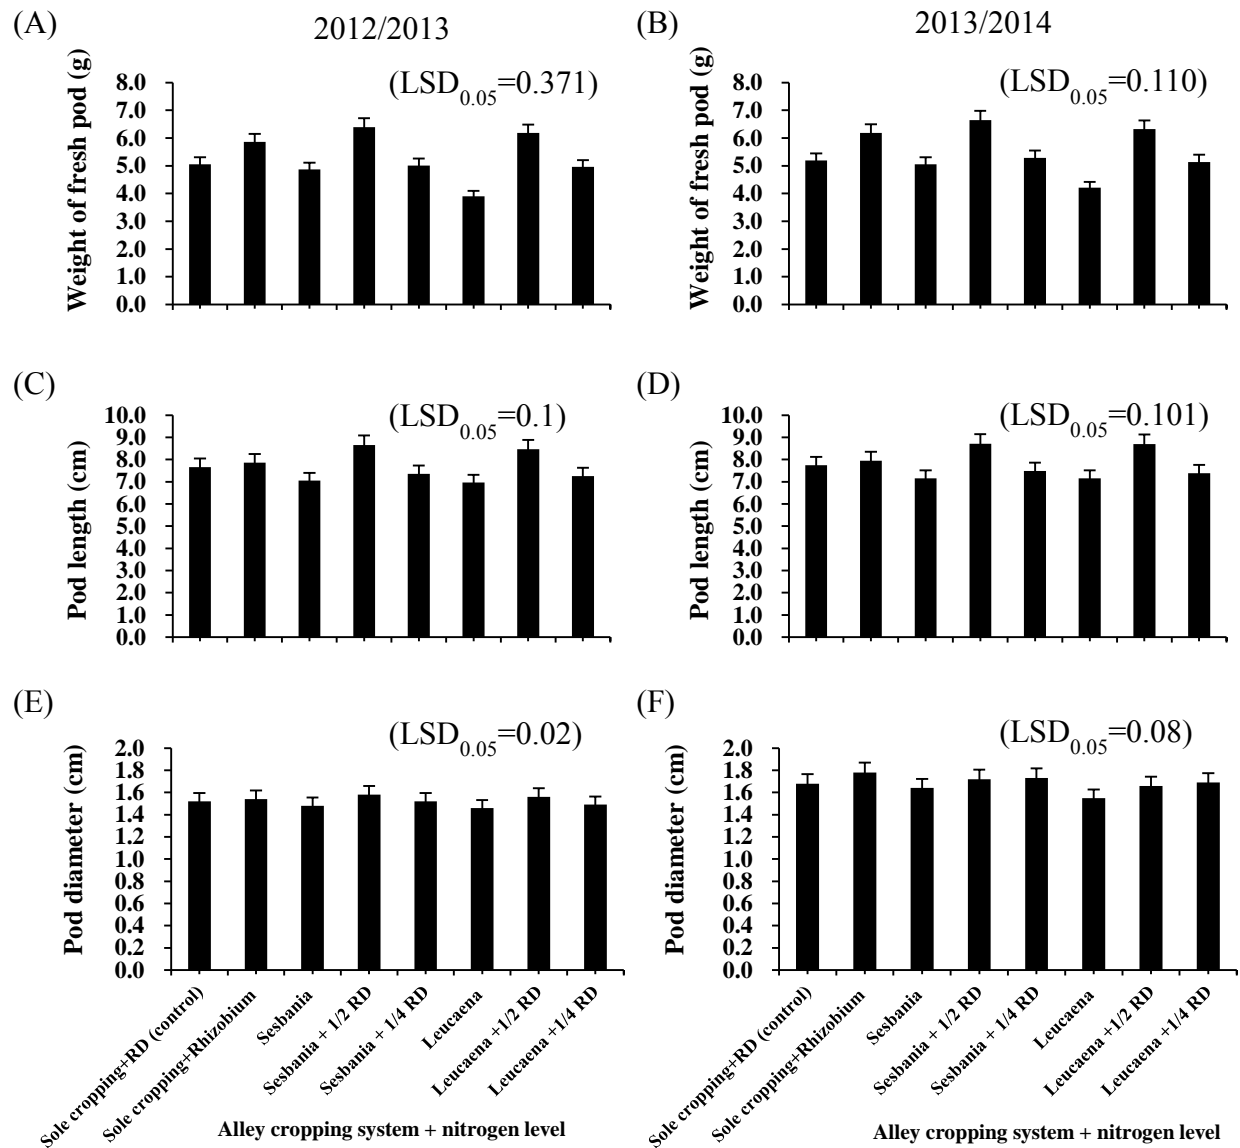 (A)
2012/2013
(B)
2013/2014
Weight of fresh pod (g)
(LSD0.05=0.371)
8.0
7.0
6.0
5.0
4.0
3.0
2.0
1.0
0.0
Weight of fresh pod (g)
(LSD0.05=0.110)
8.0
7.0
6.0
5.0
4.0
3.0
2.0
1.0
0.0
(C)
Pod length (cm)
(LSD0.05=0.1)
10.0
9.0
8.0
7.0
6.0
5.0
4.0
3.0
2.0
1.0
0.0
(D)
Pod length (cm)
(LSD0.05=0.101)
10.0
9.0
8.0
7.0
6.0
5.0
4.0
3.0
2.0
1.0
0.0
(E)
Pod diameter (cm)
(LSD0.05=0.02)
2.0
1.8
1.6
1.4
1.2
1.0
0.8
0.6
0.4
0.2
0.0
Sole cropping+RD (control)
Sole cropping+Rhizobium
Sesbania
Sesbania + 1/2 RD
Sesbania + 1/4 RD
Leucaena
Leucaena +1/2 RD
Leucaena +1/4 RD
Alley cropping system + nitrogen level
(F)
Pod diameter (cm)
(LSD0.05=0.08)
2.0
1.8
1.6
1.4
1.2
1.0
0.8
0.6
0.4
0.2
0.0
Sole cropping+RD (control)
Sole cropping+Rhizobium
Sesbania
Sesbania + 1/2 RD
Sesbania + 1/4 RD
Leucaena
Leucaena +1/2 RD
Leucaena +1/4 RD
Alley cropping system + nitrogen level